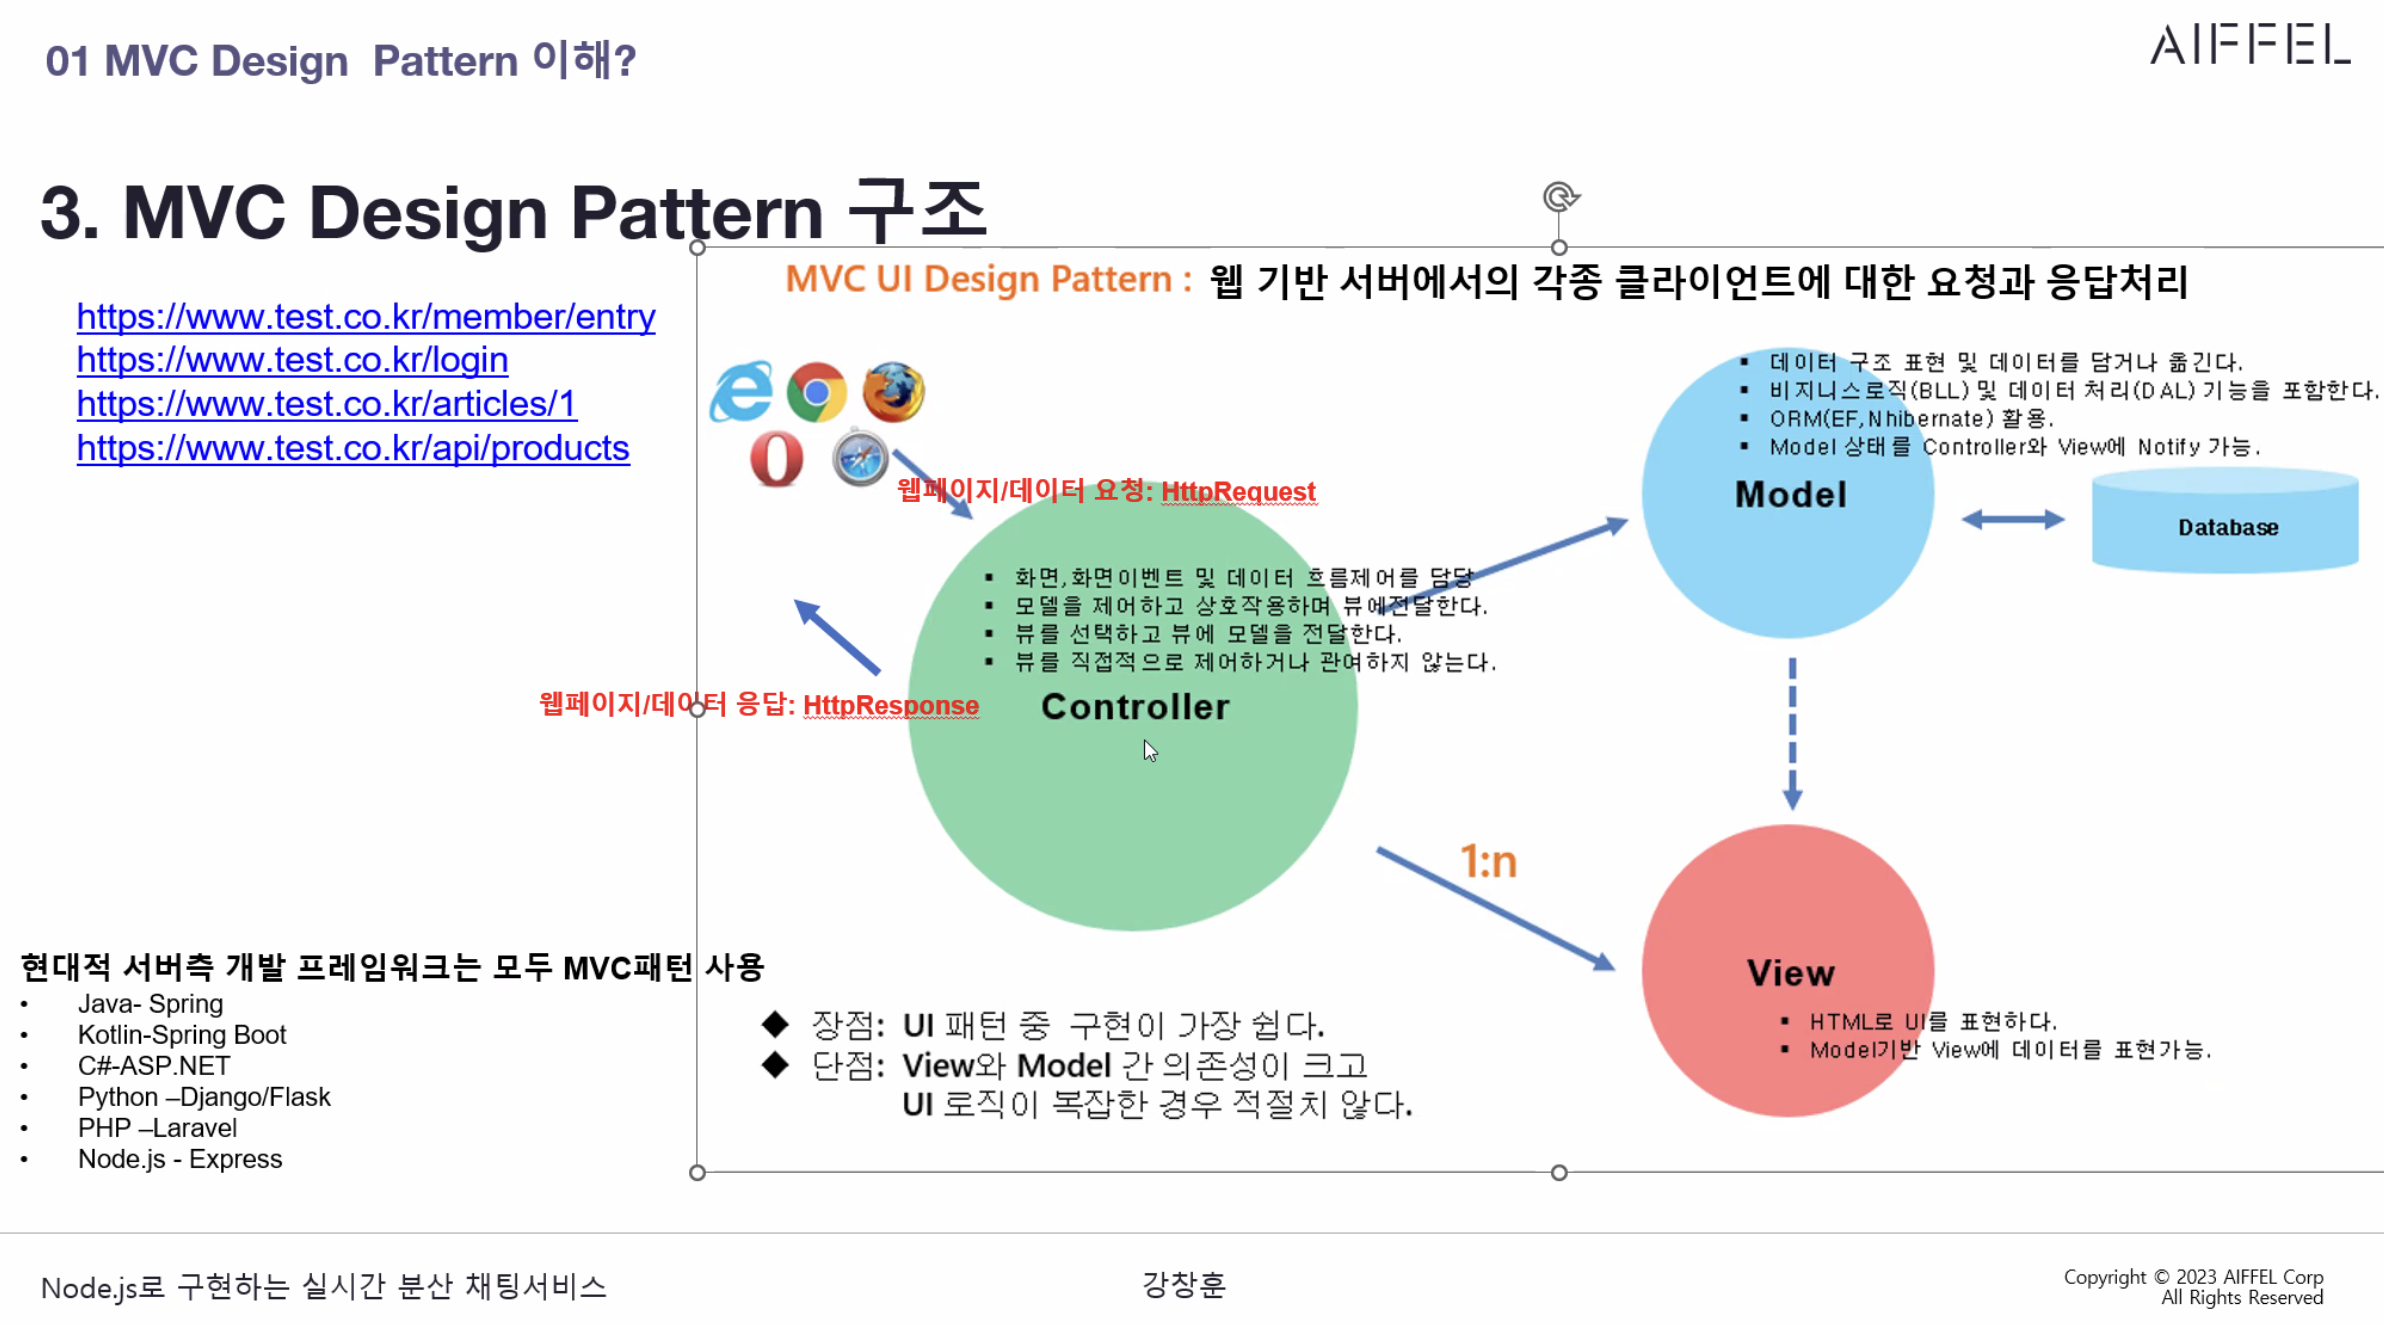 01 MVC Design  Pattern 이해?
AIFFEL
3. MVC Design Pattern 구조
https://www.test.co.kr/member/entry
https://www.test.co.kr/login
https://www.test.co.kr/articles/1
https://www.test.co.kr/api/products
MVC UI Design Pattern : 웹 기반 서버에서의 각종 클라이언트에 대한 요청과 응답처리
웹페이지/데이터 요청: HttpRequest
웹페이지/데이터 응답: HttpResponse
▪ 화면,화면이벤트 및 데이터 흐름제어를 담당
▪ 모델을 제어하고 상호작용하며 뷰에전달한다.
▪ 뷰를 선택하고 뷰에 모델을 전달한다.
▪ 뷰를 직접적으로 제어하거나 관여하지 않는다.
Controller
▪ 데이터 구조 표현 및 데이터를 담거나 옮긴다.
▪ 비지니스로직(BLL) 및 데이터 처리(DAL) 기능을 포함한다.
▪ ORM(EF,Nhibernate) 활용.
▪ Model 상태를 Controller와 View에 Notify 가능.
Model
Database
1:n
View
▪ HTML로 UI를 표현하다.
▪ Model기반 View에 데이터를 표현가능.
현대적 서버측 개발 프레임워크는 모두 MVC패턴 사용
• Java- Spring
• Kotlin-Spring Boot
• C#-ASP.NET
• Python –Django/Flask
• PHP –Laravel
• Node.js - Express
◆ 장점: UI 패턴 중  구현이 가장 쉽다.
◆ 단점: View와 Model 간 의존성이 크고
UI 로직이 복잡한 경우 적절치 않다.
Node.js로 구현하는 실시간 분산 채팅서비스
강창훈
Copyright © 2023 AIFFEL Corp
All Rights Reserved